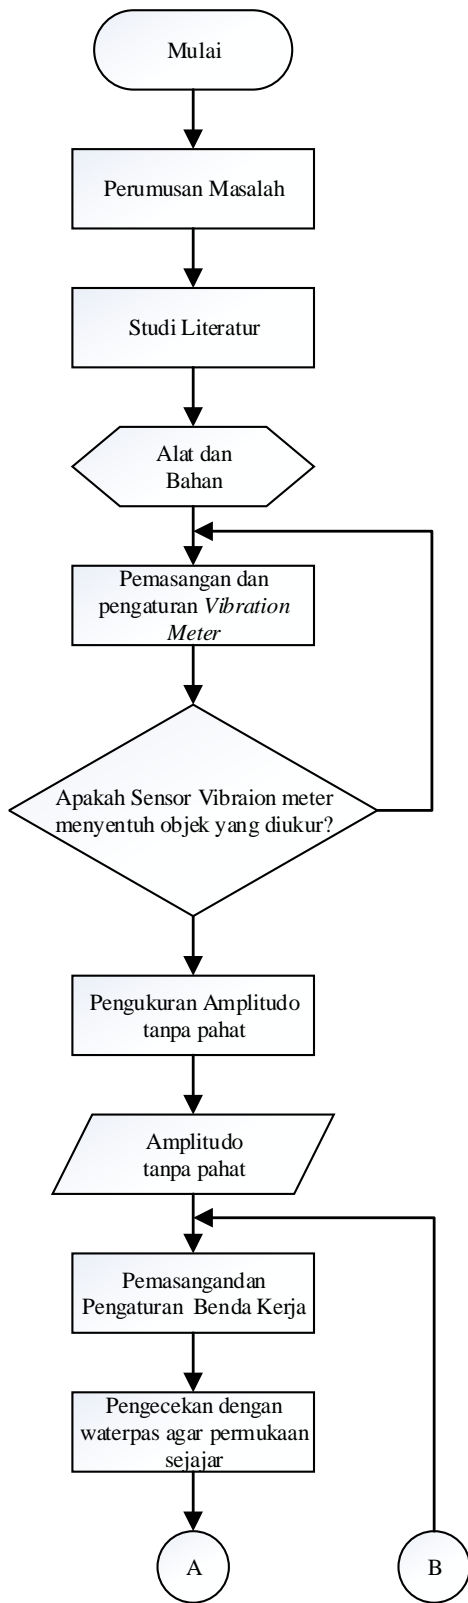 Mulai
Perumusan Masalah
Studi Literatur
Alat dan
Bahan
Pemasangan dan
pengaturan Vibration
Meter
Apakah Sensor Vibraion meter
menyentuh objek yang diukur?
Pengukuran Amplitudo
tanpa pahat
Amplitudo
tanpa pahat
Pemasangandan
Pengaturan Benda Kerja
Pengecekan dengan
waterpas agar permukaan
sejajar
A
B